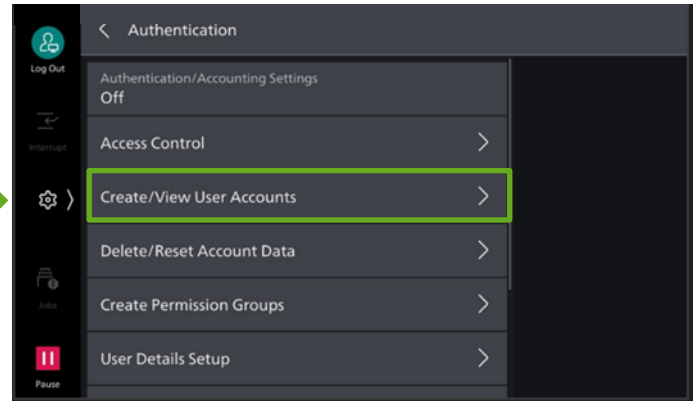 Log Out
Interrupt
Jobs
Pause
< Authentication
Authentication/Accounting Settings
Off
Access Control
Create/View User Accounts
Delete/Reset Account Data
Create Permission Groups
User Details Setup